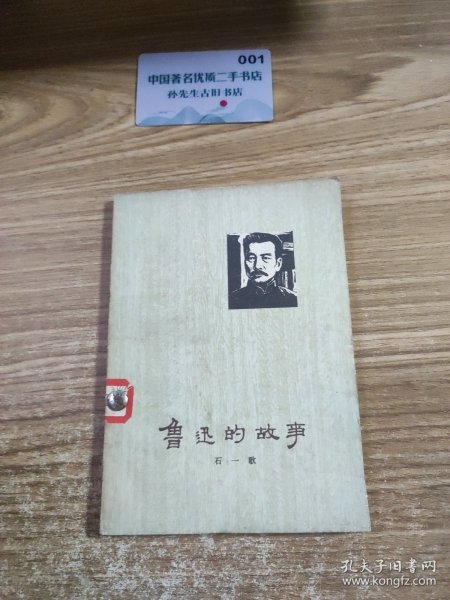 001
中国著名优质二手书店
孙先生古旧书店
鲁迅的故事
石一歌
孔夫子旧书网
www.kongfz.com